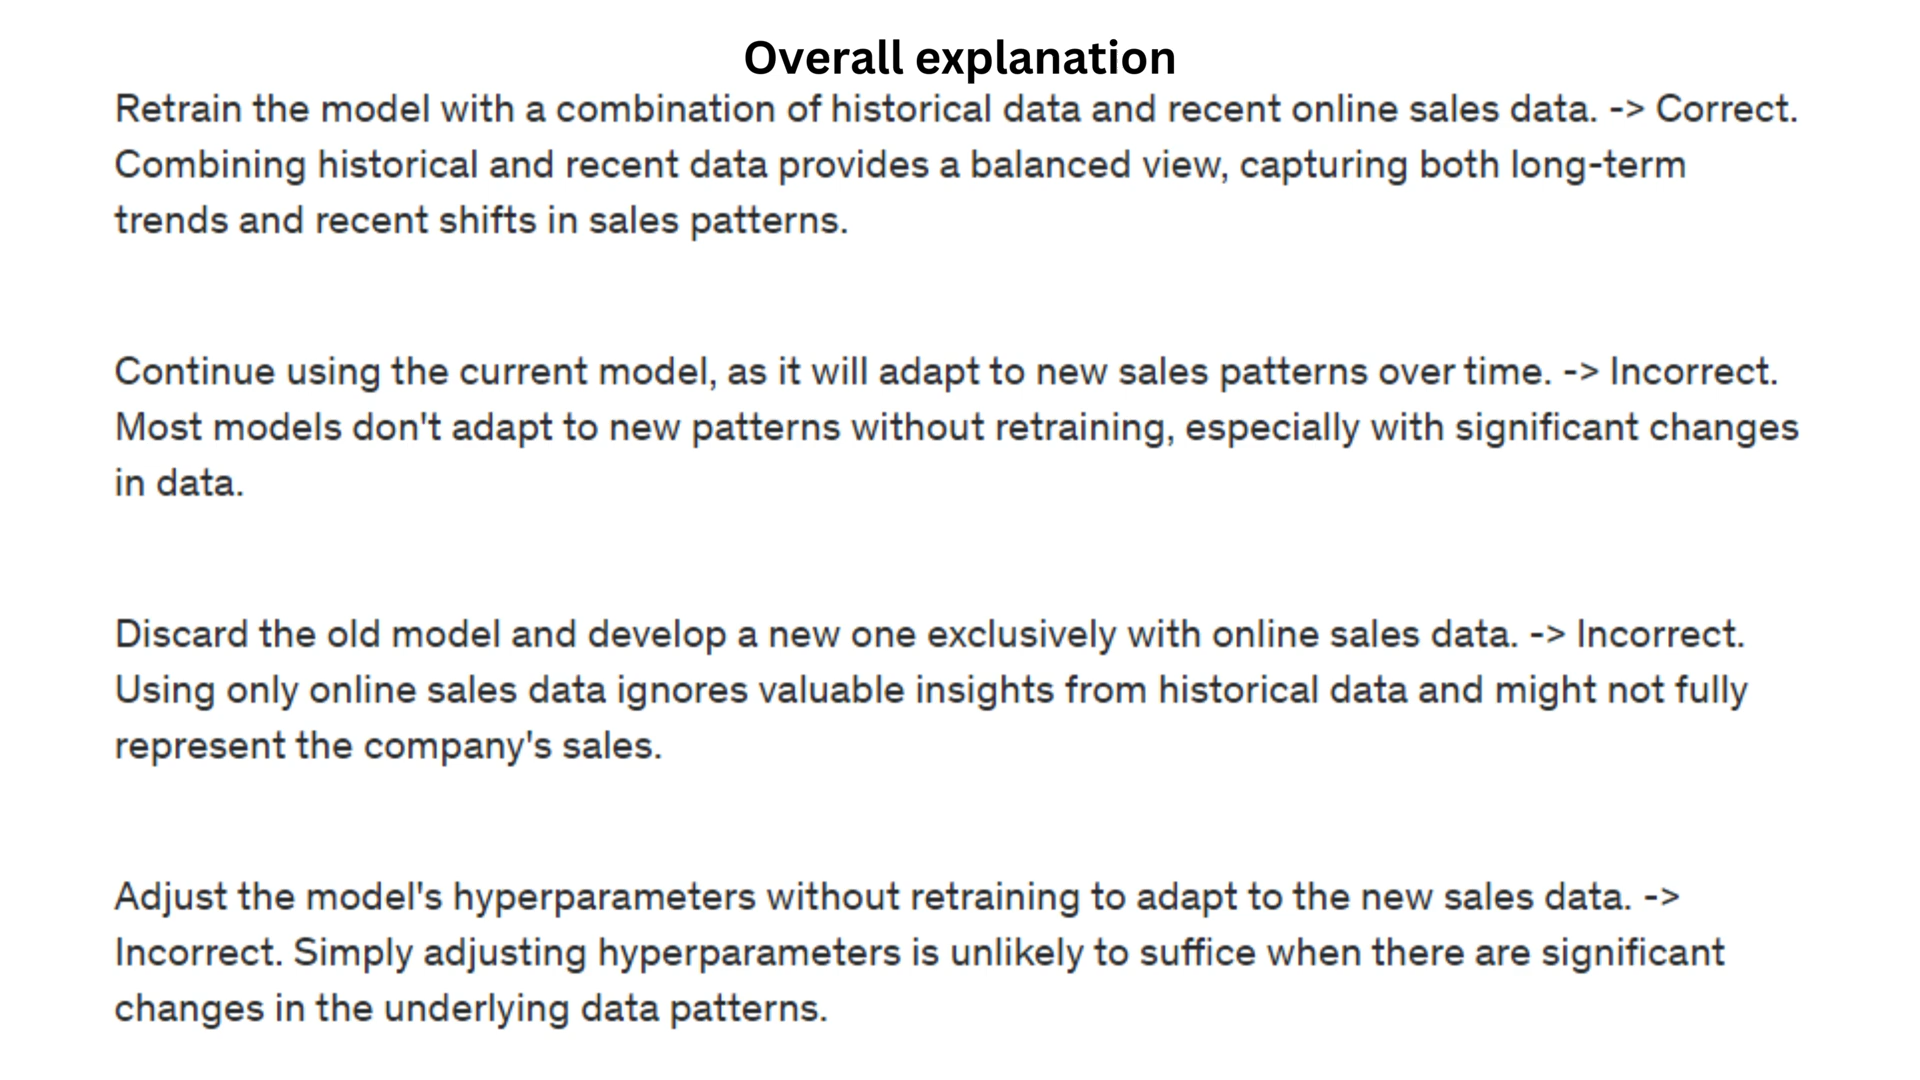 Overall explanation
Retrain the model with a combination of historical data and recent online sales data. -> Correct.
Combining historical and recent data provides a balanced view, capturing both long-term
trends and recent shifts in sales patterns.
Continue using the current model, as it will adapt to new sales patterns over time. -> Incorrect.
Most models don't adapt to new patterns without retraining, especially with significant changes
in data.
Discard the old model and develop a new one exclusively with online sales data. -> Incorrect.
Using only online sales data ignores valuable insights from historical data and might not fully
represent the company's sales.
Adjust the model's hyperparameters without retraining to adapt to the new sales data. ->
Incorrect. Simply adjusting hyperparameters is unlikely to suffice when there are significant
changes in the underlying data patterns.